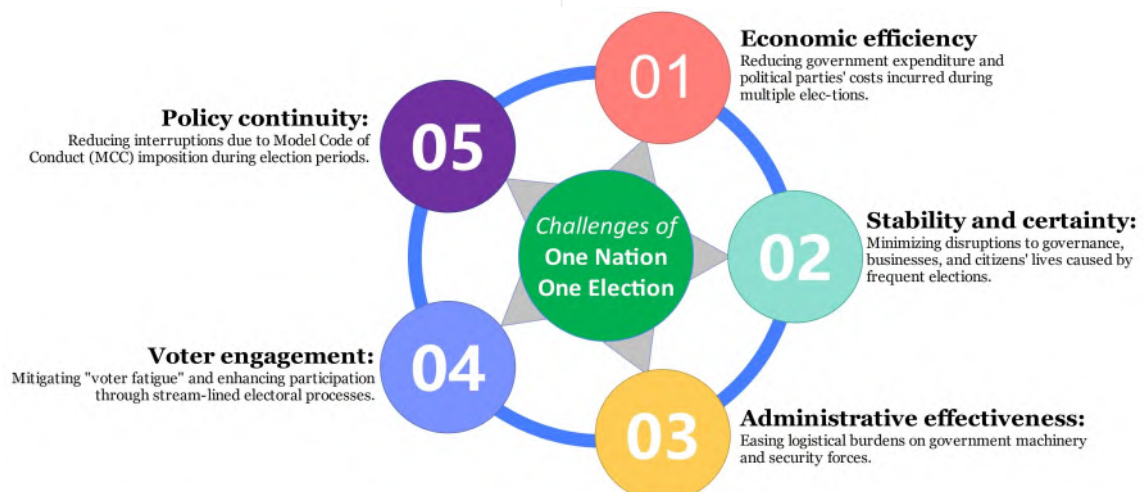 01
Economic efficiency
Reducing government expenditure and
political parties' costs incurred during
multiple elec-tions.
02
Stability and certainty:
Minimizing disruptions to governance,
businesses, and citizens' lives caused by
frequent elections.
03
Administrative effectiveness:
Easing logistical burdens on government machinery
and security forces.
04
Voter engagement:
Mitigating "voter fatigue" and enhancing participation
through stream-lined electoral processes.
05
Policy continuity:
Reducing interruptions due to Model Code of
Conduct (MCC) imposition during election periods.
Challenges of
One Nation
One Election